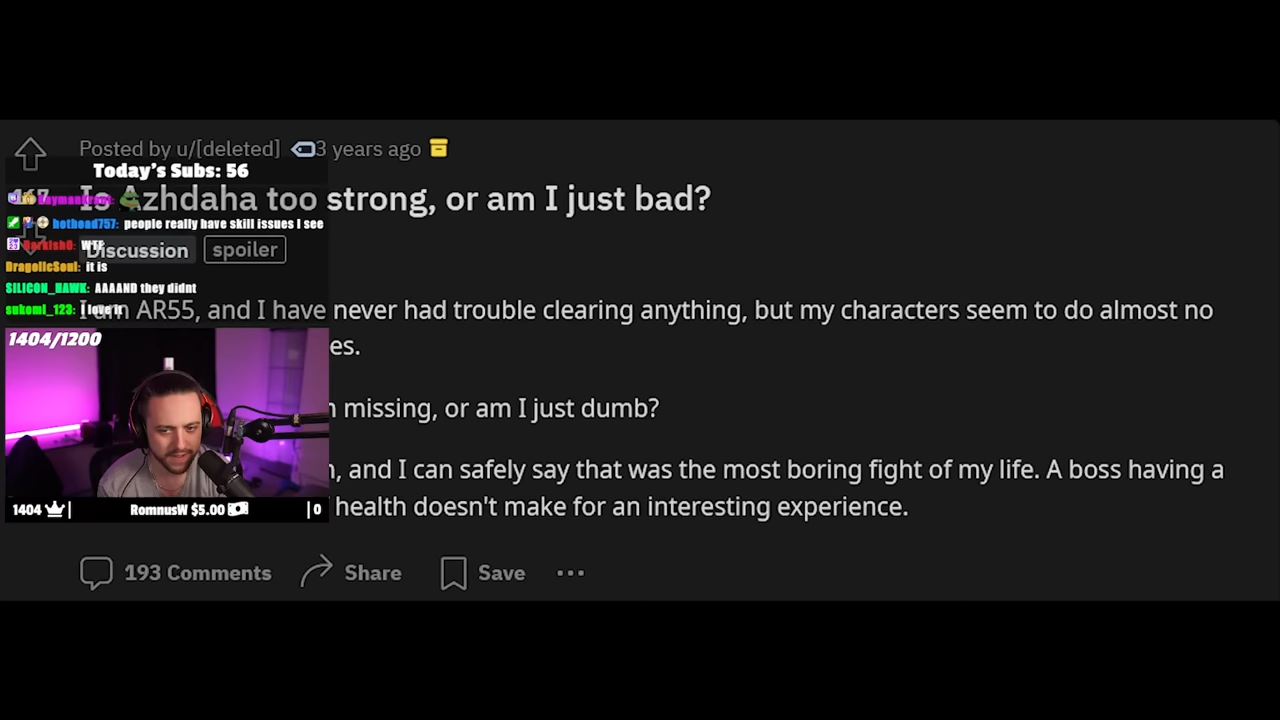 Posted by u/[deleted] 3 years ago
Today's Subs: 56
Is Azhdaha too strong, or am I just bad?
hothead757: people really have skill issues I see
WTF
Discussion spoiler
DragolicSoul: it is
SILICON_HAWK: AAAAND they didnt
sukomi_123: I love it
I am AR55, and I have never had trouble clearing anything, but my characters seem to do almost no
1404/1200
es.
missing, or am I just dumb?
, and I can safely say that was the most boring fight of my life. A boss having a
health doesn't make for an interesting experience.
1404 | RomnusW $5.00 | 0
193 Comments Share Save